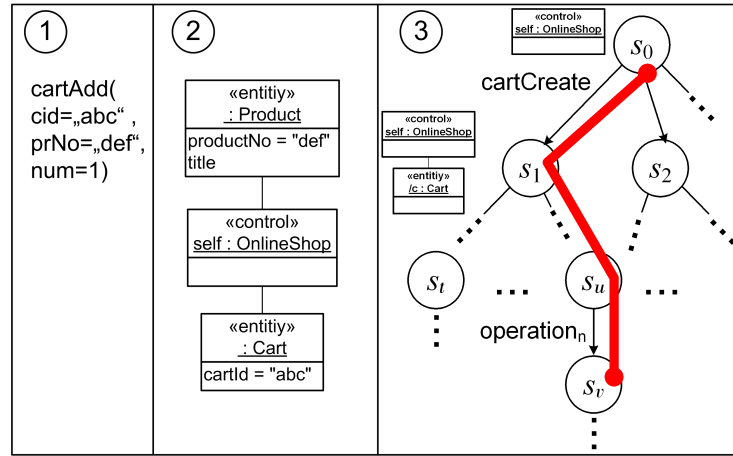 1
cartAdd(
cid=„abc“ ,
prNo=„def“,
num=1)
2
«entitiy»
: Product
productNo = "def"
title
«control»
self : OnlineShop
«entitiy»
: Cart
cartId = "abc"
3
«control»
self : OnlineShop
s0
cartCreate
«control»
self : OnlineShop
«entitiy»
/c : Cart
s1
s2
st
...
su
...
operationn
sv